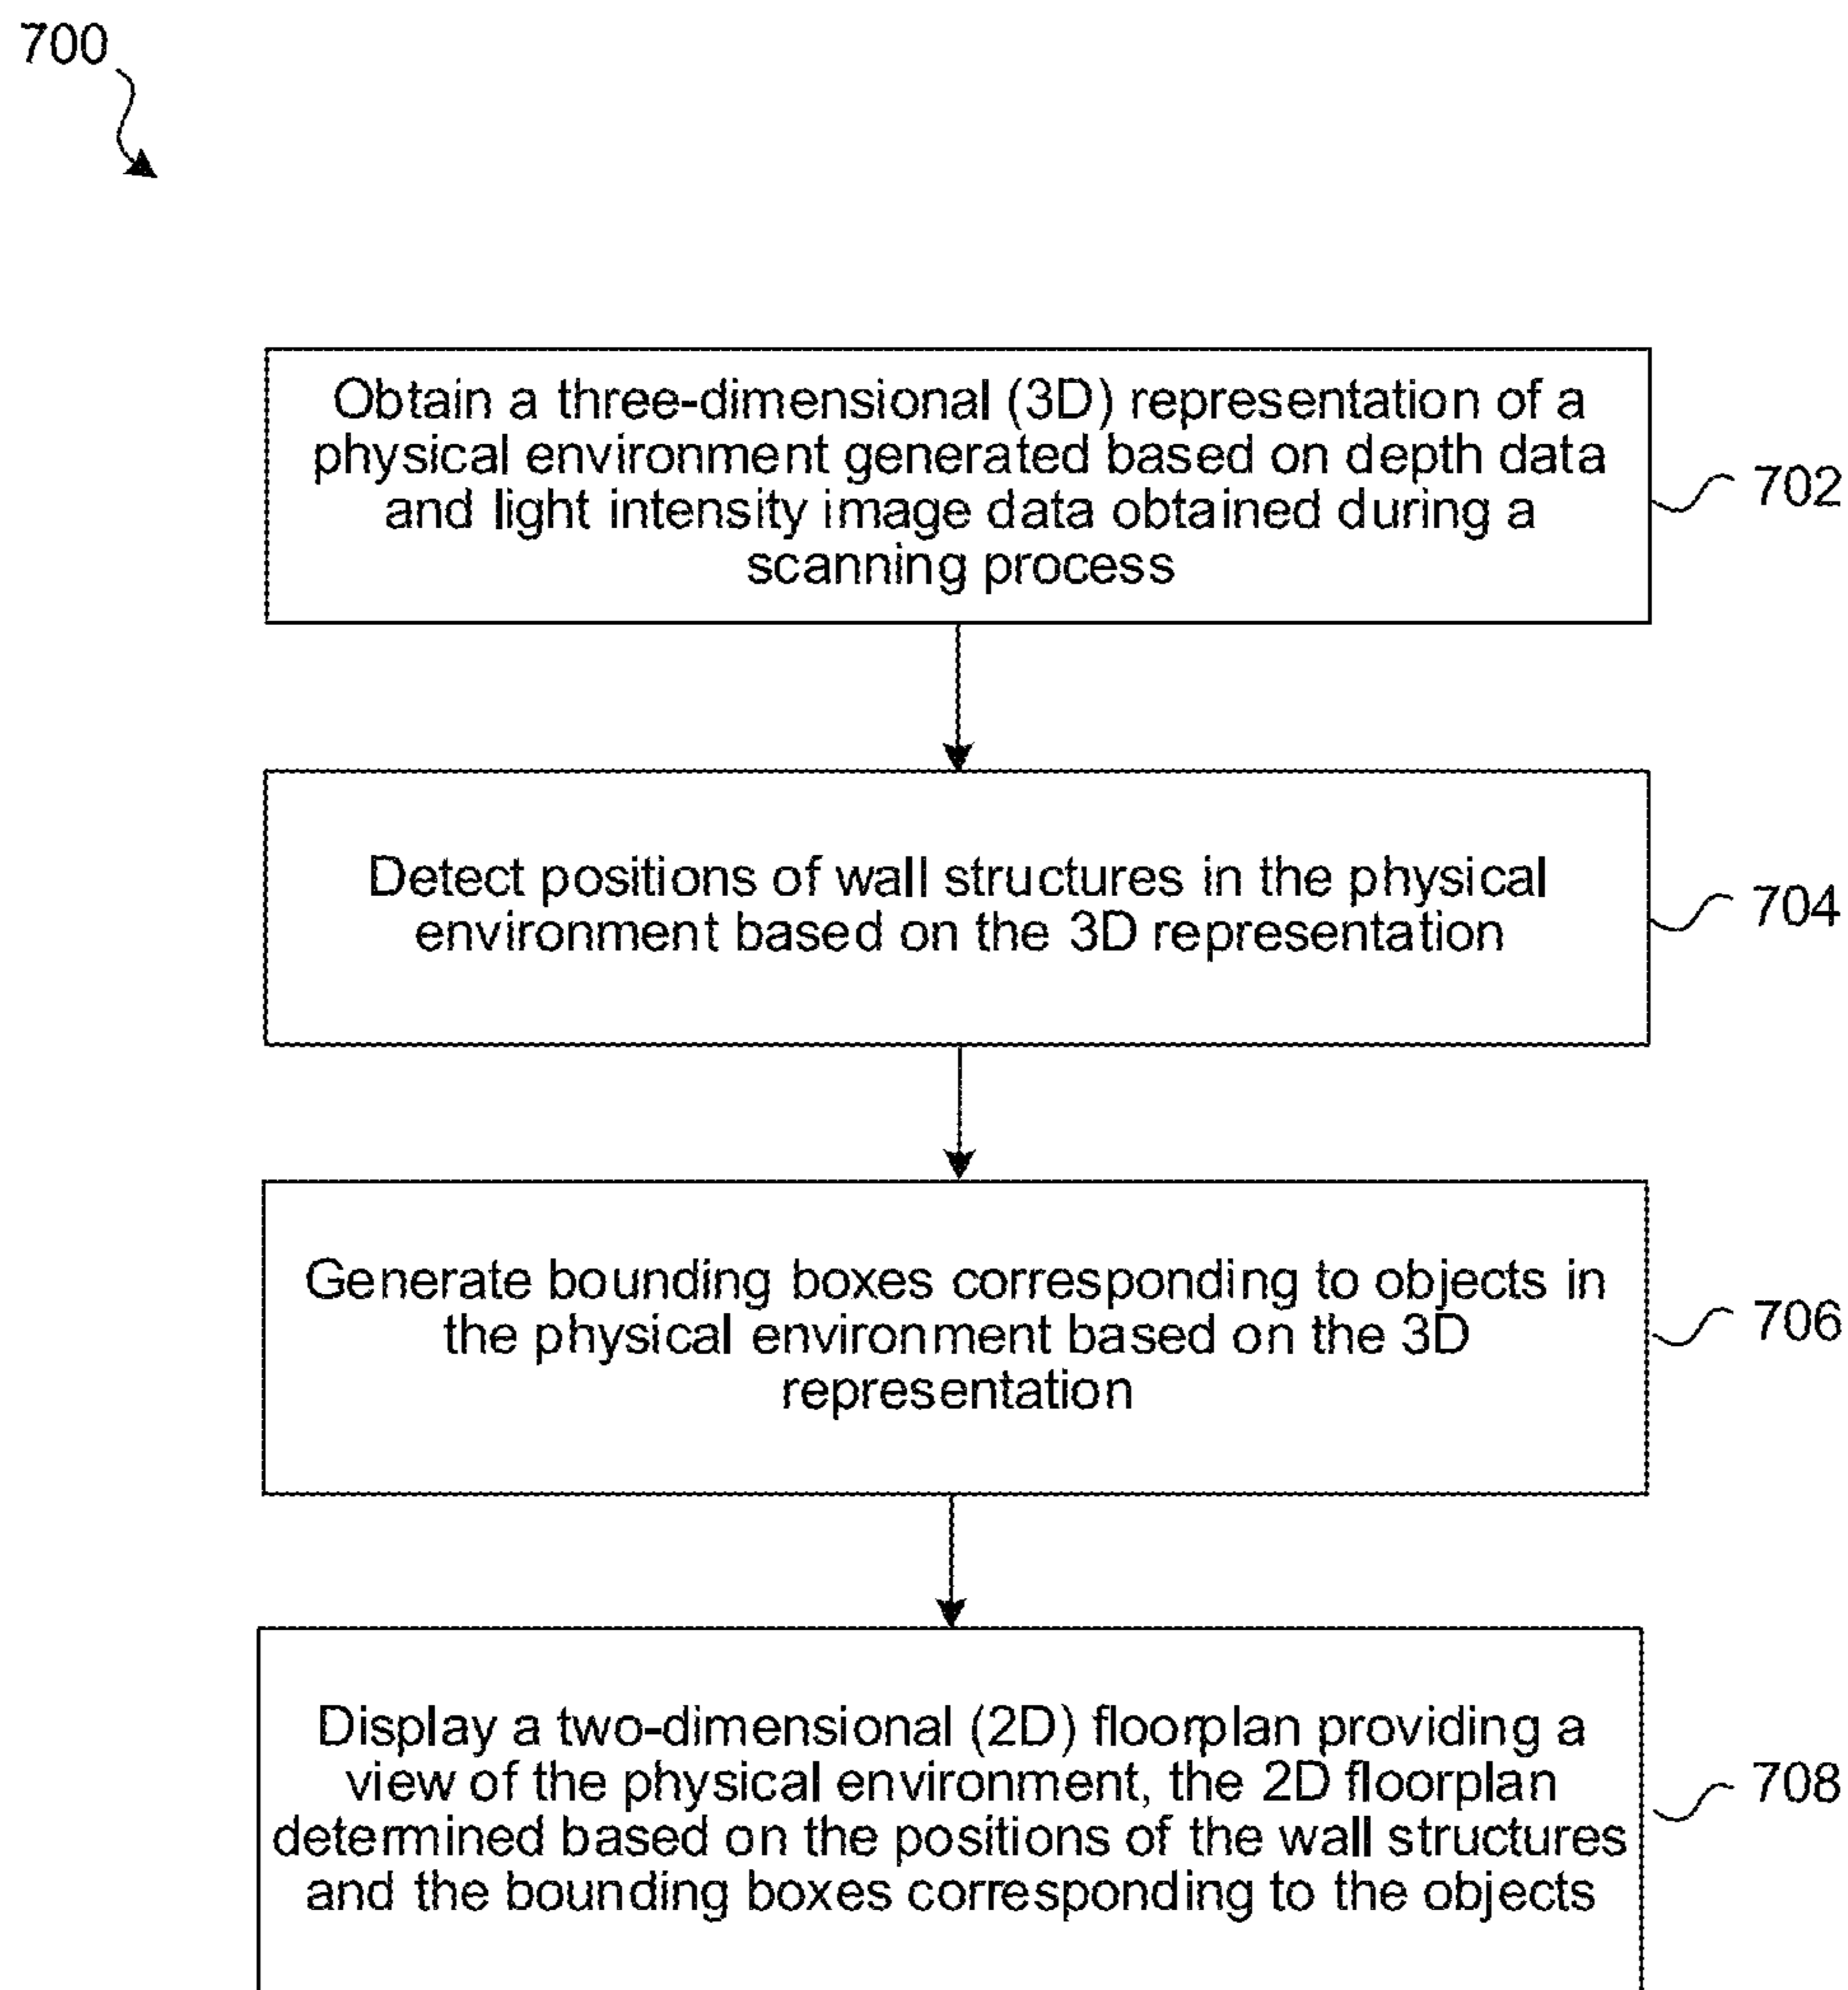 700
Obtain a three-dimensional (3D) representation of a
physical environment generated based on depth data
and light intensity image data obtained during a
scanning process
702
Detect positions of wall structures in the physical
environment based on the 3D representation
704
Generate bounding boxes corresponding to objects in
the physical environment based on the 3D
representation
706
Display a two-dimensional (2D) floorplan providing a
view of the physical environment, the 2D floorplan
determined based on the positions of the wall structures
and the bounding boxes corresponding to the objects
708